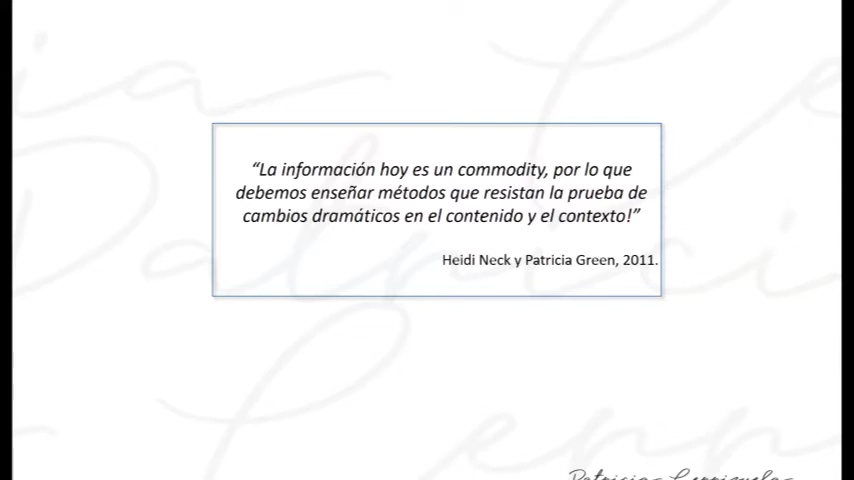 “La información hoy es un commodity, por lo que
debemos enseñar métodos que resistan la prueba de
cambios dramáticos en el contenido y el contexto!”
Heidi Neck y Patricia Green, 2011.
Patricia